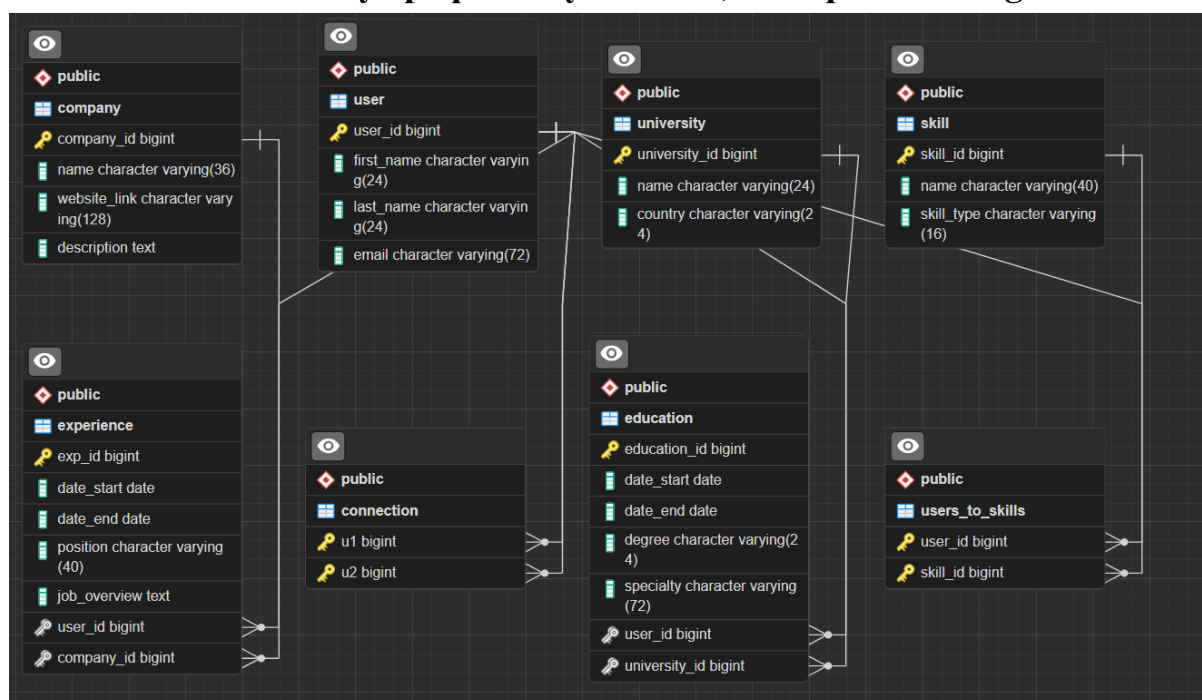 public
company
company_id bigint
name character varying(36)
website_link character vary
ing(128)
description text
public
user
user_id bigint
first_name character varyin
g(24)
last_name character varyin
g(24)
email character varying(72)
public
university
university_id bigint
name character varying(24)
country character varying(2
4)
public
skill
skill_id bigint
name character varying(40)
skill_type character varying
(16)
public
experience
exp_id bigint
date_start date
date_end date
position character varying
(40)
job_overview text
user_id bigint
company_id bigint
public
connection
u1 bigint
u2 bigint
public
education
education_id bigint
date_start date
date_end date
degree character varying(2
4)
specialty character varying
(72)
user_id bigint
university_id bigint
public
users_to_skills
user_id bigint
skill_id bigint